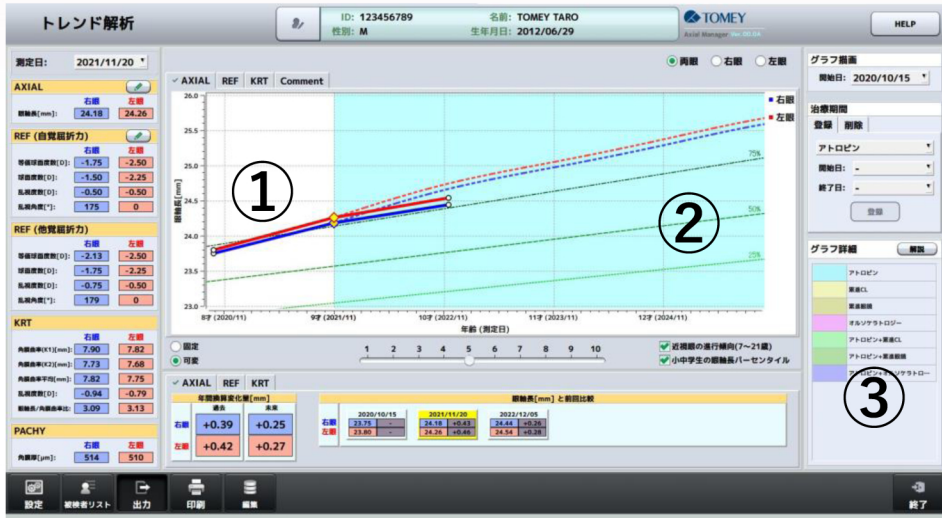 トレンド解析
ID: 123456789 名前: TOMEY TARO
性別: M 生年月日: 2012/06/29
TOMEY
Axial Manager
HELP
測定日: 2021/11/20
AXIAL
右眼 左眼
眼軸長[mm]: 24.18 24.26
REF (自覚屈折力)
右眼 左眼
等価球面度数[D]: -1.75 -2.50
球面度数[D]: -1.50 -2.25
乱視度数[D]: -0.50 -0.50
乱視角度[°]: 175 0
REF (他覚屈折力)
右眼 左眼
等価球面度数[D]: -2.13 -2.50
球面度数[D]: -1.75 -2.25
乱視度数[D]: -0.75 -0.50
乱視角度[°]: 179 0
KRT
右眼 左眼
角膜曲率(K1)[mm]: 7.90 7.82
角膜曲率(K2)[mm]: 7.73 7.68
角膜曲率平均[mm]: 7.82 7.75
乱視度数[D]: -0.94 -0.79
眼軸長/角膜曲率比: 3.09 3.13
PACHY
右眼 左眼
角膜厚[μm]: 514 510
両眼 右眼 左眼
AXIAL REF KRT Comment
右眼
左眼
眼軸長[mm]
26.0
25.5
25.0
24.5
24.0
23.5
23.0
75%
50%
25%
①
②
8才 (2020/11) 9才 (2021/11) 10才 (2022/11) 11才 (2023/11) 12才 (2024/11)
年齢 (測定日)
固定
可変
1 2 3 4 5 6 7 8 9 10
近視眼の進行傾向(7~21歳)
小中学生の眼軸長パーセンタイル
AXIAL REF KRT
年間換算変化量[mm]
過去 未来
右眼 +0.39 +0.25
左眼 +0.42 +0.27
眼軸長[mm] と前回比較
2020/10/15 2021/11/20 2022/12/05
右眼 23.75 - 24.18 +0.43 24.44 +0.26
左眼 23.80 - 24.26 +0.46 24.54 +0.28
グラフ描画
開始日: 2020/10/15
治療期間
登録 削除
アトロピン
開始日: -
終了日: -
登録
グラフ詳細 解説
アトロピン
累進CL
累進眼鏡
オルソケラトロジー
アトロピン+累進CL
アトロピン+累進眼鏡
アトロピン+オルソケラトロー
③
設定 被検者リスト 出力 印刷 編集 終了